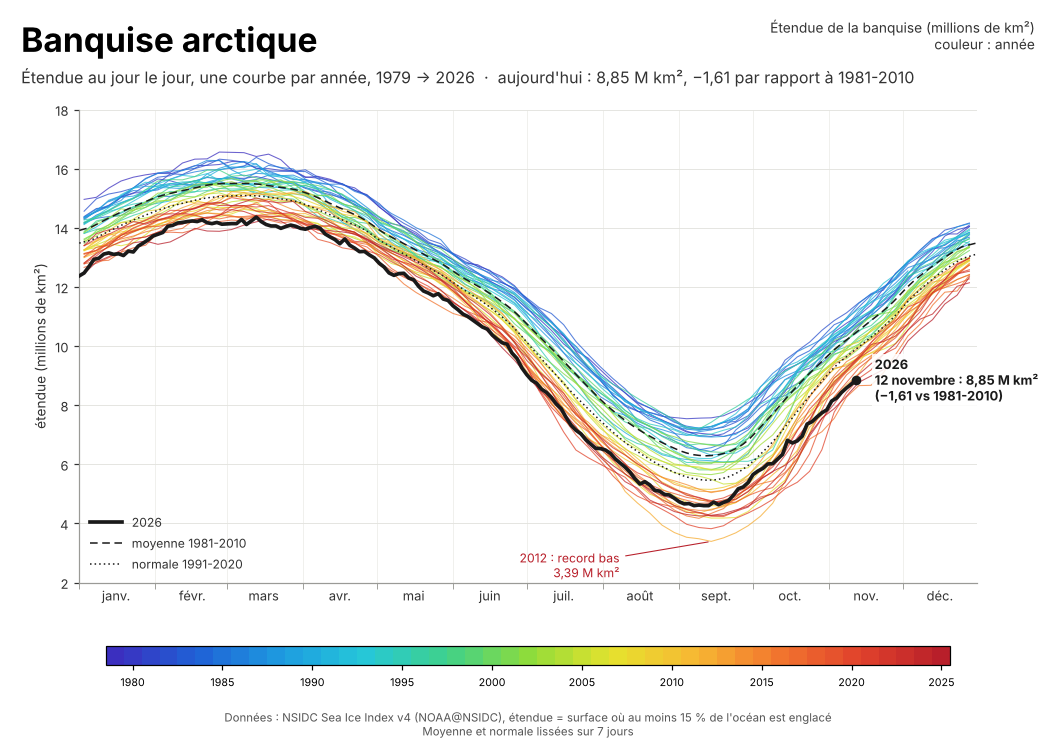 Banquise arctique
Étendue de la banquise (millions de km²)
couleur : année
Étendue au jour le jour, une courbe par année, 1979 → 2026 · aujourd'hui : 8,85 M km², −1,61 par rapport à 1981-2010
étendue (millions de km²)
18
16
14
12
10
8
6
4
2
2026
12 novembre : 8,85 M km²
(−1,61 vs 1981-2010)
2026
moyenne 1981-2010
normale 1991-2020
2012 : record bas
3,39 M km²
janv. févr. mars avr. mai juin juil. août sept. oct. nov. déc.
1980 1985 1990 1995 2000 2005 2010 2015 2020 2025
Données : NSIDC Sea Ice Index v4 (NOAA@NSIDC), étendue = surface où au moins 15 % de l'océan est englacé
Moyenne et normale lissées sur 7 jours